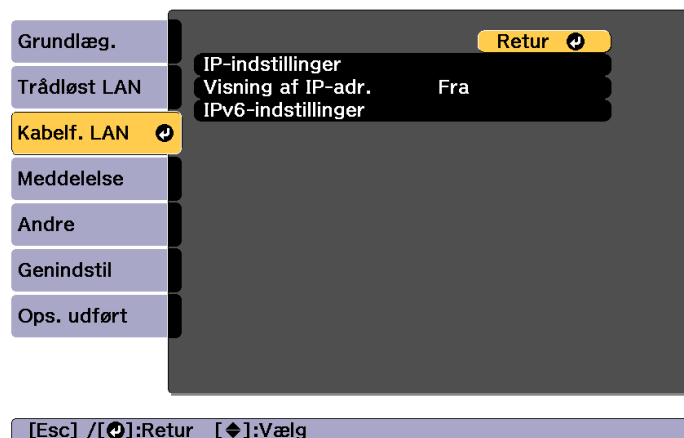 Grundlæg.
Trådløst LAN
Kabelf. LAN
Meddelelse
Andre
Genindstil
Ops. udført
Retur
IP-indstillinger
Visning af IP-adr. Fra
IPv6-indstillinger
[Esc] /[]:Retur []:Vælg